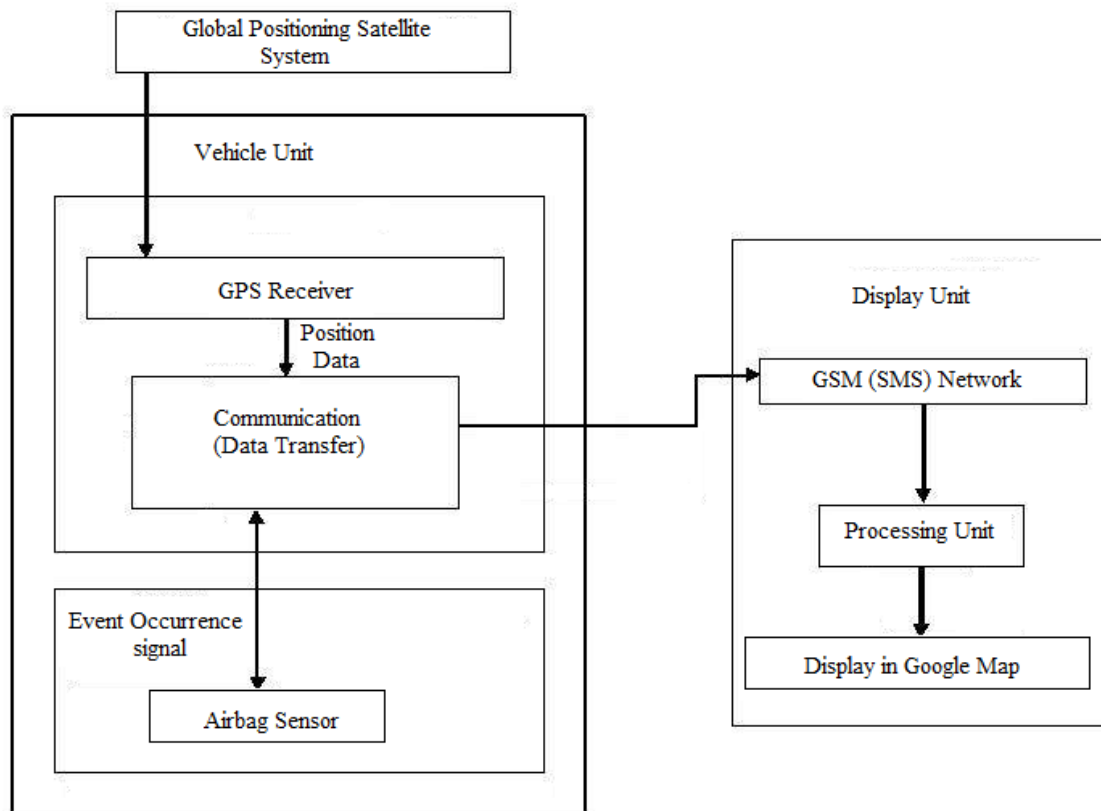 Global Positioning Satellite
System
Vehicle Unit
GPS Receiver
Position
Data
Communication
(Data Transfer)
Event Occurrence
signal
Airbag Sensor
Display Unit
GSM (SMS) Network
Processing Unit
Display in Google Map